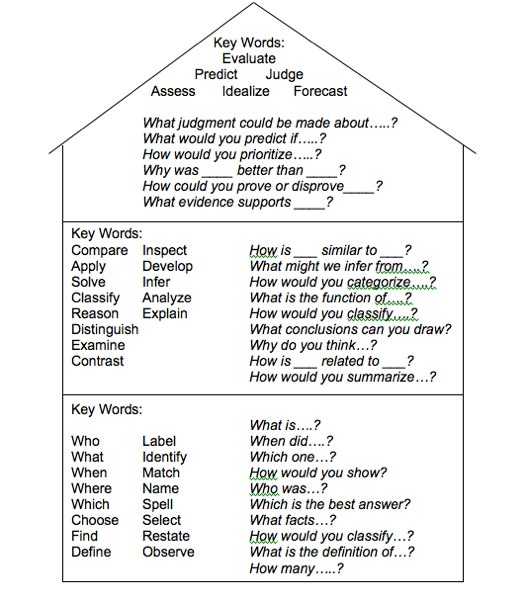 Key Words:
Evaluate
Predict Judge
Assess Idealize Forecast
What judgment could be made about…..?
What would you predict if…..?
How would you prioritize…..?
Why was ____ better than ____?
How could you prove or disprove____?
What evidence supports ____?
Key Words:
Compare Inspect How is ___ similar to ___?
Apply Develop What might we infer from….?
Solve Infer How would you categorize….?
Classify Analyze What is the function of….?
Reason Explain How would you classify….?
Distinguish What conclusions can you draw?
Examine Why do you think…?
Contrast How is ___ related to ___?
How would you summarize…?
Key Words:
What is….?
Who Label When did….?
What Identify Which one…?
When Match How would you show?
Where Name Who was…?
Which Spell Which is the best answer?
Choose Select What facts…?
Find Restate How would you classify…?
Define Observe What is the definition of…?
How many…..?